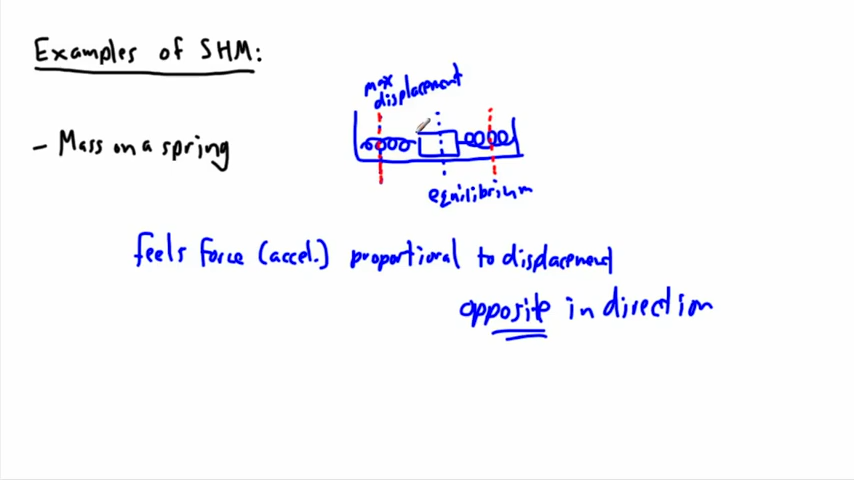 Examples of SHM:
max
displacement
- Mass on a spring
equilibrium
feels force (accel.) proportional to displacement
opposite in direction